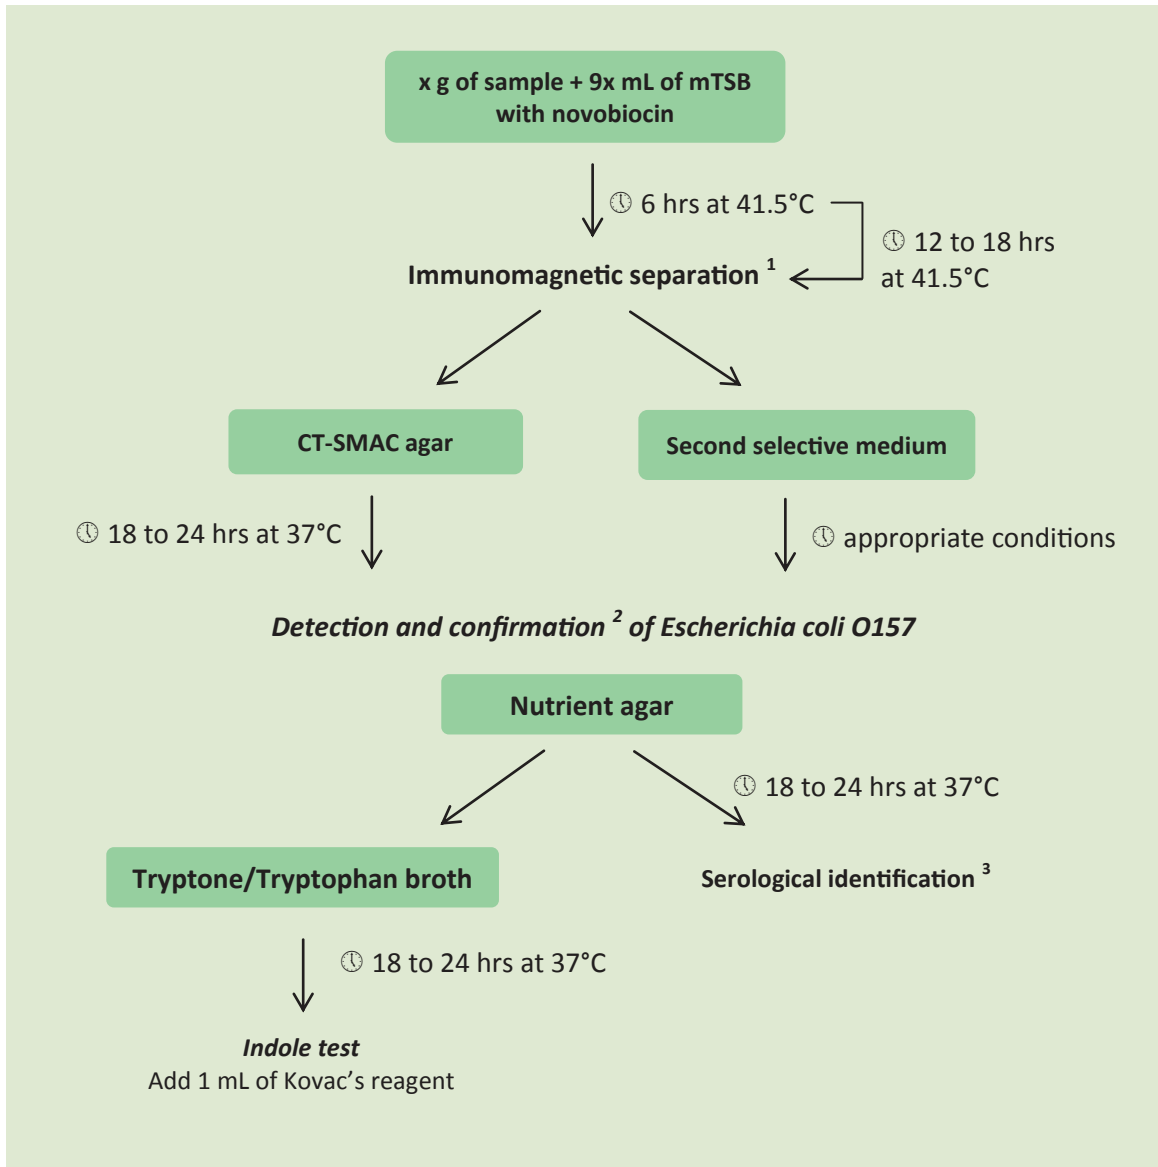 x g of sample + 9x mL of mTSB
with novobiocin
6 hrs at 41.5°C
12 to 18 hrs
at 41.5°C
Immunomagnetic separation 1
CT-SMAC agar
Second selective medium
18 to 24 hrs at 37°C
appropriate conditions
Detection and confirmation 2 of Escherichia coli O157
Nutrient agar
18 to 24 hrs at 37°C
Tryptone/Tryptophan broth
Serological identification 3
18 to 24 hrs at 37°C
Indole test
Add 1 mL of Kovac’s reagent